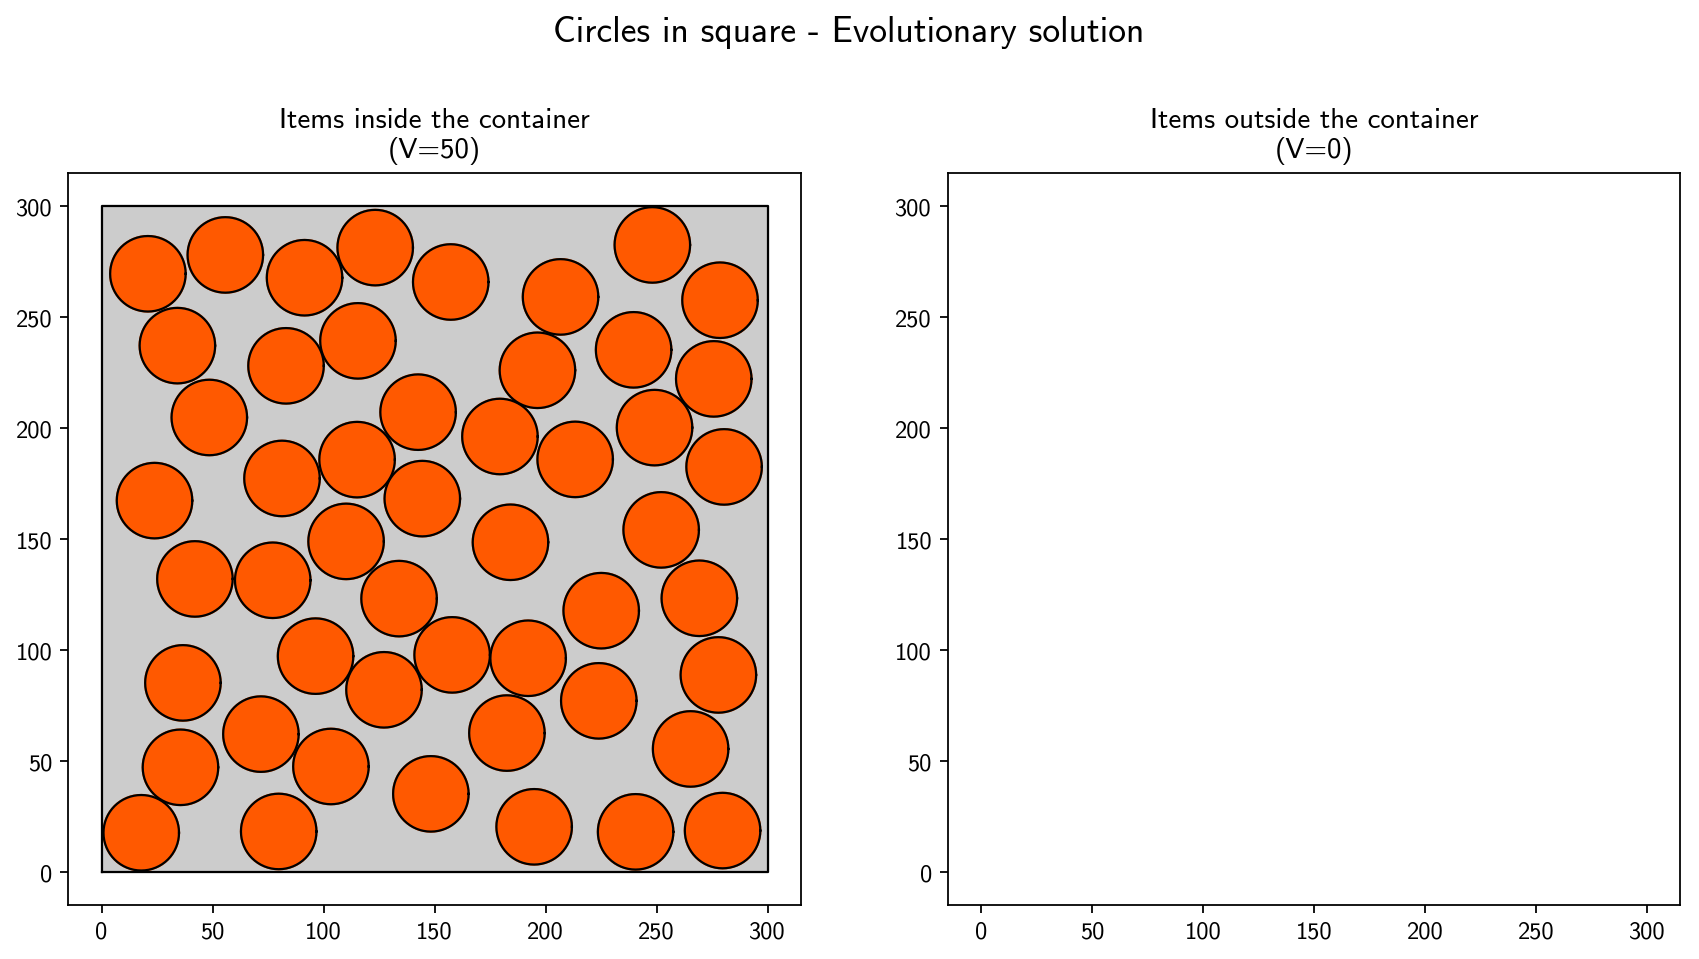 Circles in square - Evolutionary solution
Items inside the container
(V=50)
300
250
200
150
100
50
0
0 50 100 150 200 250 300
Items outside the container
(V=0)
300
250
200
150
100
50
0
0 50 100 150 200 250 300